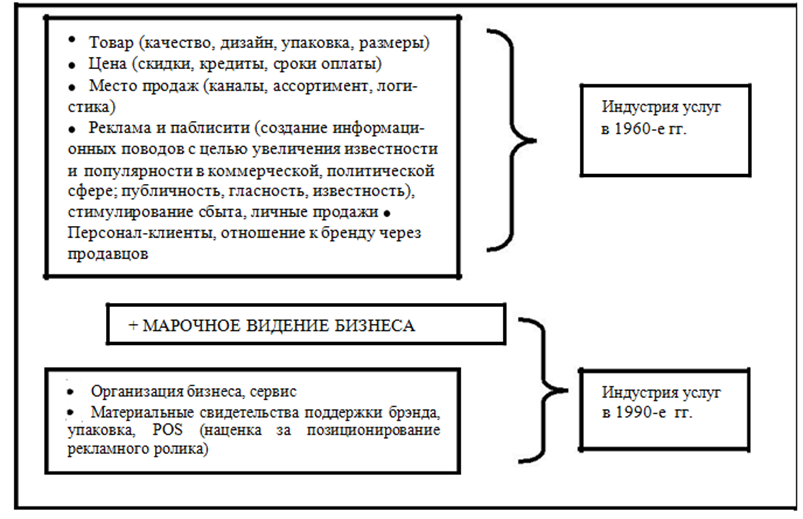 • Товар (качество, дизайн, упаковка, размеры)
• Цена (скидки, кредиты, сроки оплаты)
• Место продаж (каналы, ассортимент, логи-
стика)
• Реклама и паблисити (создание информаци-
онных поводов с целью увеличения известности
и популярности в коммерческой, политической
сфере; публичность, гласность, известность),
стимулирование сбыта, личные продажи •
Персонал-клиенты, отношение к бренду через
продавцов
Индустрия услуг
в 1960-е гг.
+ МАРОЧНОЕ ВИДЕНИЕ БИЗНЕСА
• Организация бизнеса, сервис
• Материальные свидетельства поддержки брэнда,
упаковка, POS (наценка за позиционирование
рекламного ролика)
Индустрия услуг
в 1990-е гг.